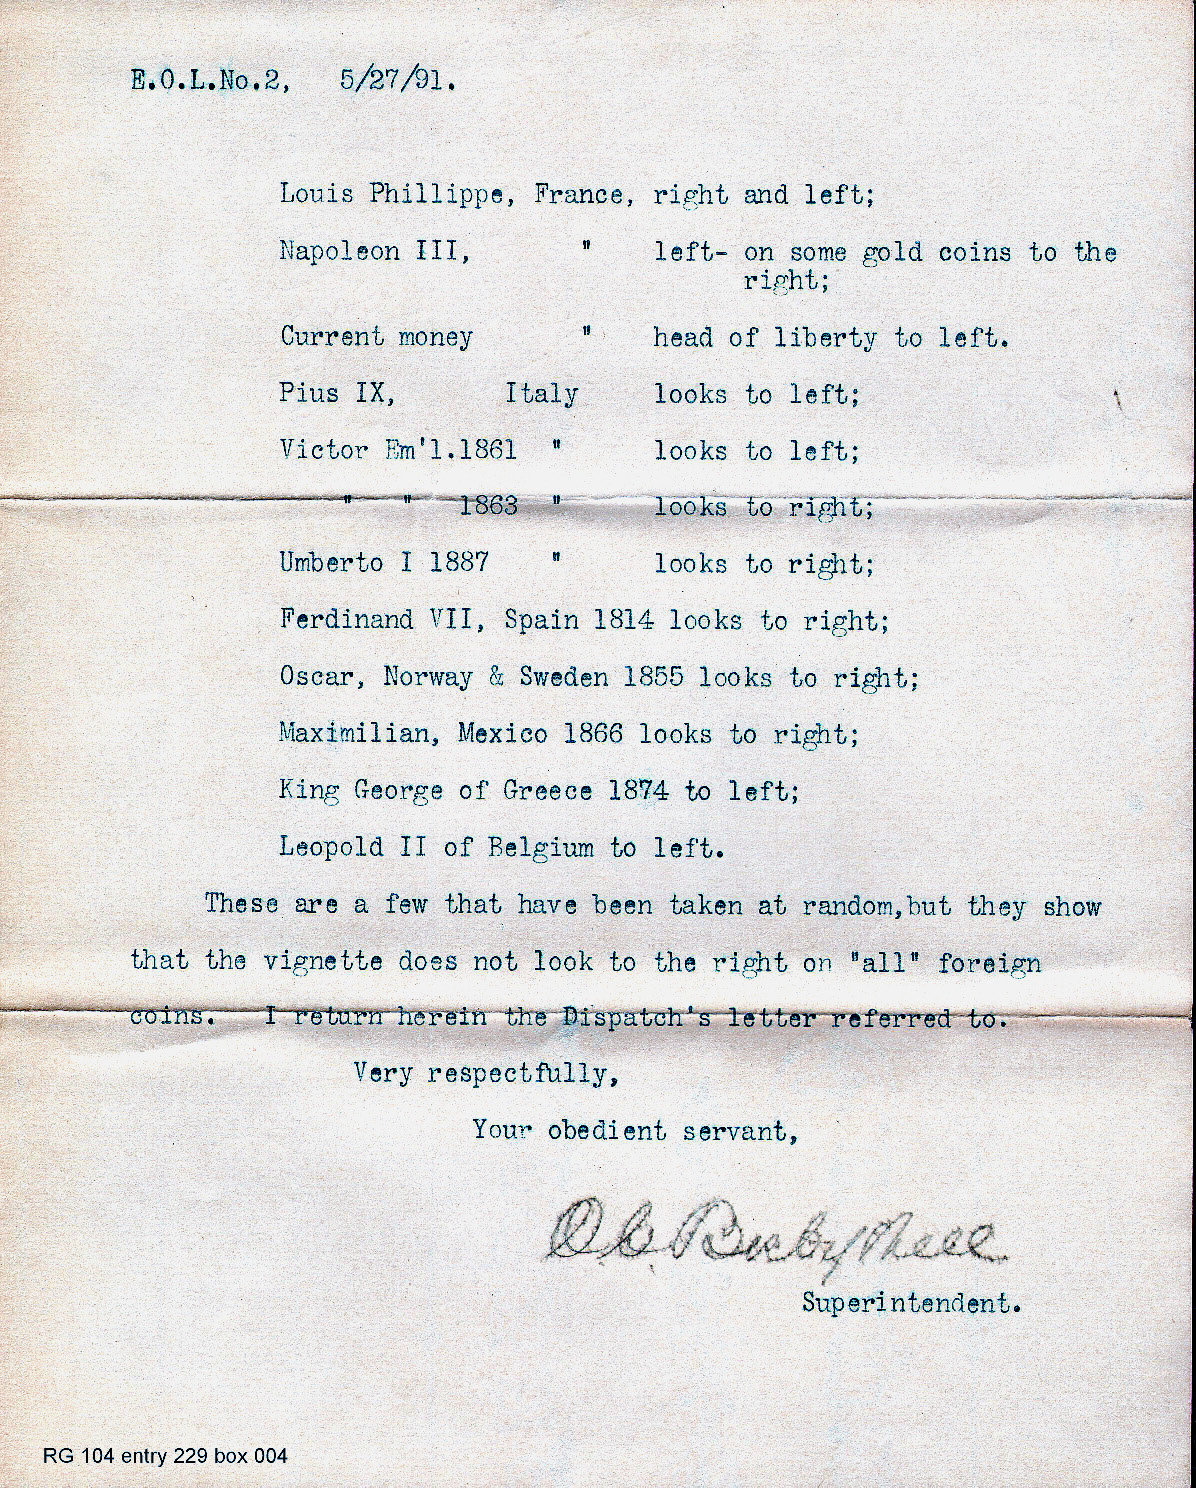 E.O.L.No.2, 5/27/91.
Louis Phillippe, France, right and left;
Napoleon III, " left- on some gold coins to the
right;
Current money " head of liberty to left.
Pius IX, Italy looks to left;
Victor Em'l.1861 " looks to left;
" " 1863 " looks to right;
Umberto I 1887 " looks to right;
Ferdinand VII, Spain 1814 looks to right;
Oscar, Norway & Sweden 1855 looks to right;
Maximilian, Mexico 1866 looks to right;
King George of Greece 1874 to left;
Leopold II of Belgium to left.
These are a few that have been taken at random,but they show
that the vignette does not look to the right on "all" foreign
coins. I return herein the Dispatch's letter referred to.
Very respectfully,
Your obedient servant,
O.C. Bosbyshell
Superintendent.
RG 104 entry 229 box 004